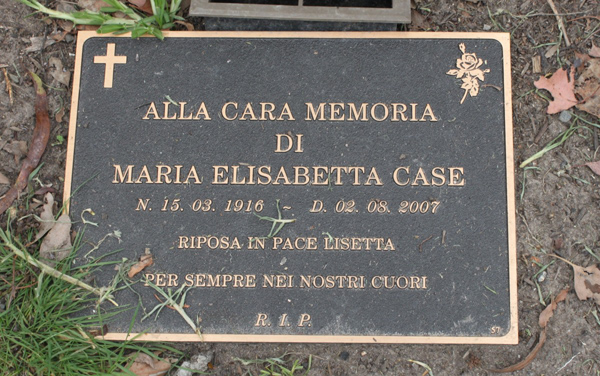 ALLA CARA MEMORIA
DI
MARIA ELISABETTA CASE
N. 15. 03. 1916 ~ D. 02. 08. 2007
RIPOSA IN PACE LISETTA
PER SEMPRE NEI NOSTRI CUORI
R. I. P.
57